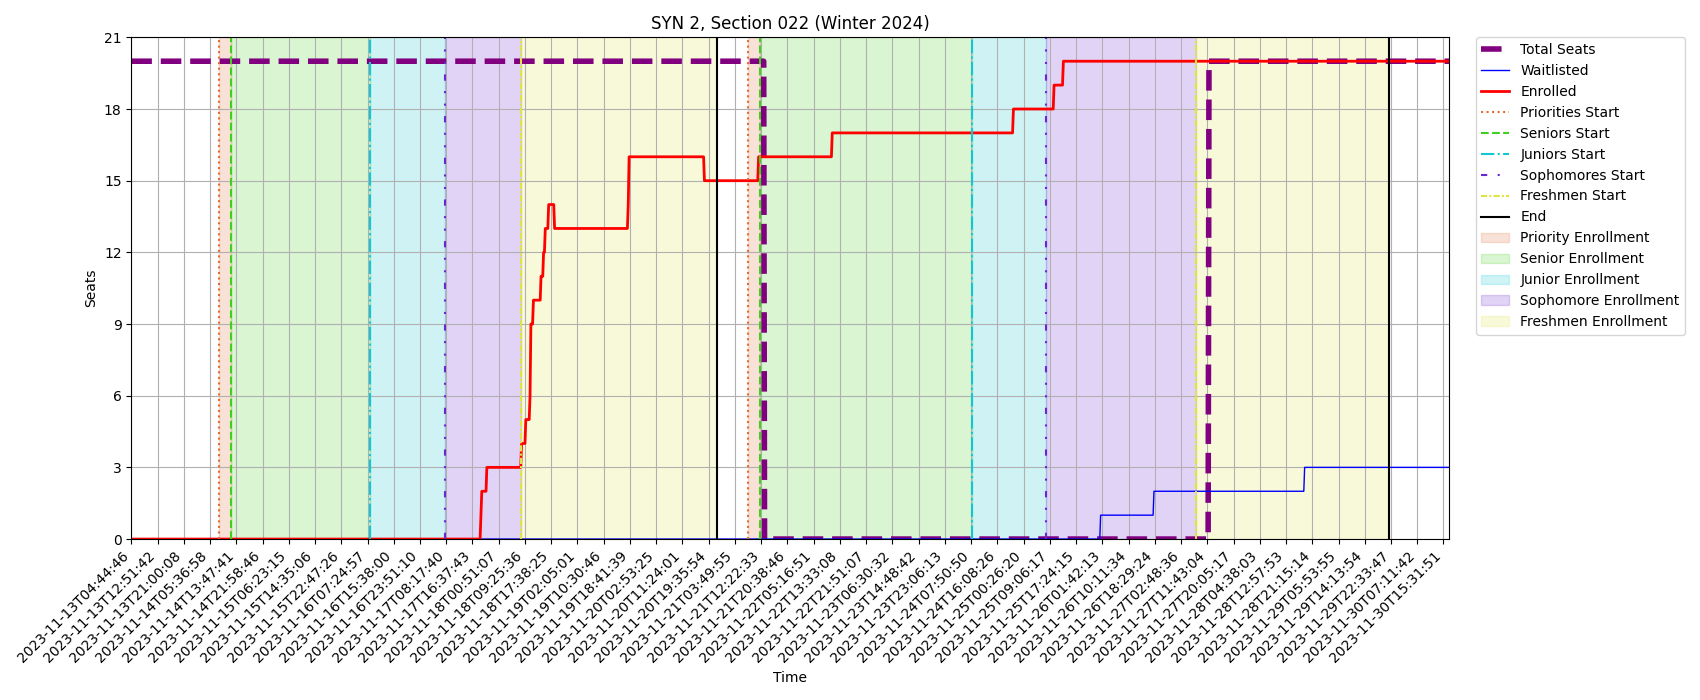 SYN 2, Section 022 (Winter 2024)
21
18
15
12
9
6
3
0
Seats
2023-11-13T04:44:46
2023-11-13T12:51:42
2023-11-13T21:00:08
2023-11-14T05:36:58
2023-11-14T13:47:41
2023-11-14T21:58:46
2023-11-15T06:23:15
2023-11-15T14:35:06
2023-11-15T22:47:26
2023-11-16T07:24:57
2023-11-16T15:38:00
2023-11-16T23:51:10
2023-11-17T08:17:40
2023-11-17T16:37:43
2023-11-18T00:51:07
2023-11-18T09:25:36
2023-11-18T17:38:25
2023-11-19T02:05:01
2023-11-19T10:30:46
2023-11-19T18:41:39
2023-11-20T02:53:25
2023-11-20T11:24:01
2023-11-20T19:35:54
2023-11-21T03:49:55
2023-11-21T12:22:33
2023-11-21T20:38:46
2023-11-22T05:16:51
2023-11-22T13:33:08
2023-11-22T21:51:07
2023-11-23T06:30:32
2023-11-23T14:48:42
2023-11-23T23:06:13
2023-11-24T07:50:50
2023-11-24T16:08:26
2023-11-25T00:26:20
2023-11-25T09:06:17
2023-11-25T17:24:15
2023-11-26T01:42:13
2023-11-26T10:11:34
2023-11-26T18:29:24
2023-11-27T02:48:36
2023-11-27T11:43:04
2023-11-27T20:05:17
2023-11-28T04:38:03
2023-11-28T12:57:53
2023-11-28T21:15:14
2023-11-29T05:53:55
2023-11-29T14:13:54
2023-11-29T22:33:47
2023-11-30T07:11:42
2023-11-30T15:31:51
Time
Total Seats
Waitlisted
Enrolled
Priorities Start
Seniors Start
Juniors Start
Sophomores Start
Freshmen Start
End
Priority Enrollment
Senior Enrollment
Junior Enrollment
Sophomore Enrollment
Freshmen Enrollment